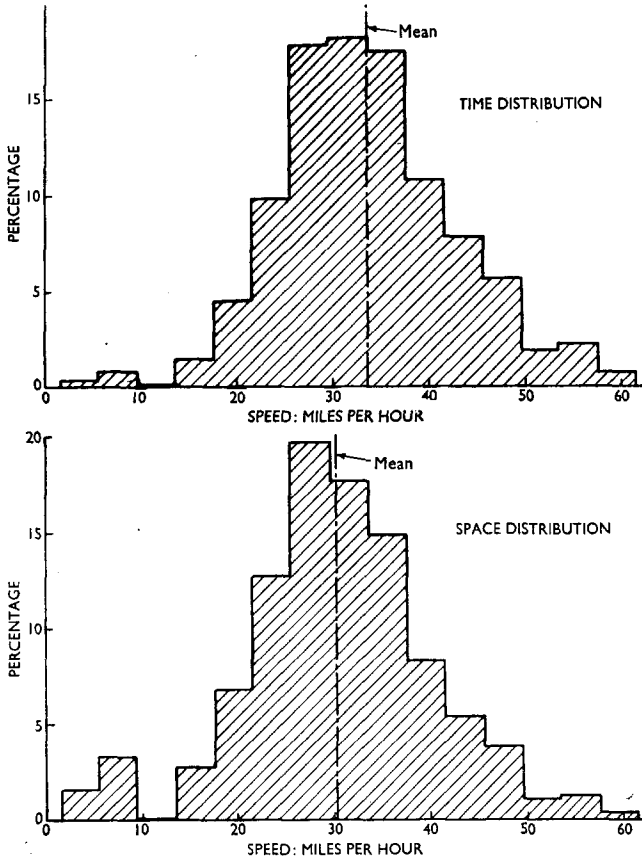 Mean
TIME DISTRIBUTION
PERCENTAGE
15
10
5
0
0
10
20
30
40
50
60
SPEED: MILES PER HOUR
Mean
SPACE DISTRIBUTION
PERCENTAGE
20
15
10
5
0
0
10
20
30
40
50
60
SPEED: MILES PER HOUR